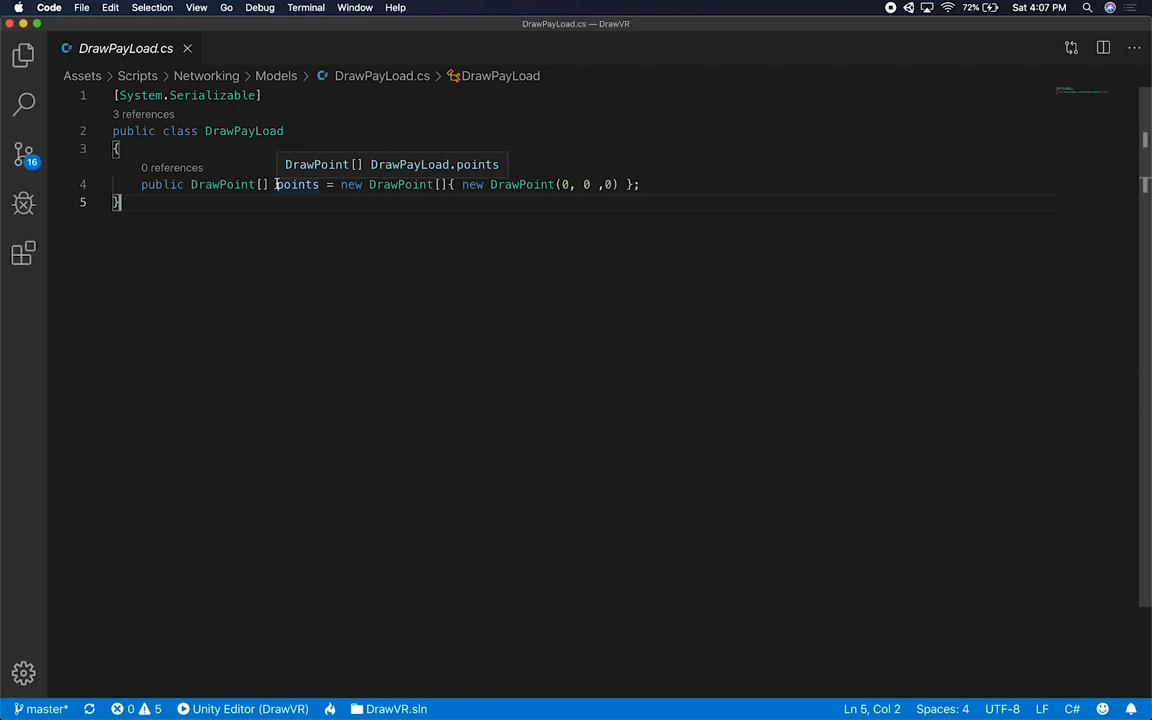 Code File Edit Selection View Go Debug Terminal Window Help 72% Sat 4:07 PM
DrawPayLoad.cs — DrawVR
DrawPayLoad.cs
Assets > Scripts > Networking > Models > DrawPayLoad.cs > DrawPayLoad
1 [System.Serializable]
3 references
2 public class DrawPayLoad
3 {
0 references
DrawPoint[] DrawPayLoad.points
4 public DrawPoint[] points = new DrawPoint[]{ new DrawPoint(0, 0 ,0) };
5 }
16
master* 0 5 Unity Editor (DrawVR) DrawVR.sln Ln 5, Col 2 Spaces: 4 UTF-8 LF C#